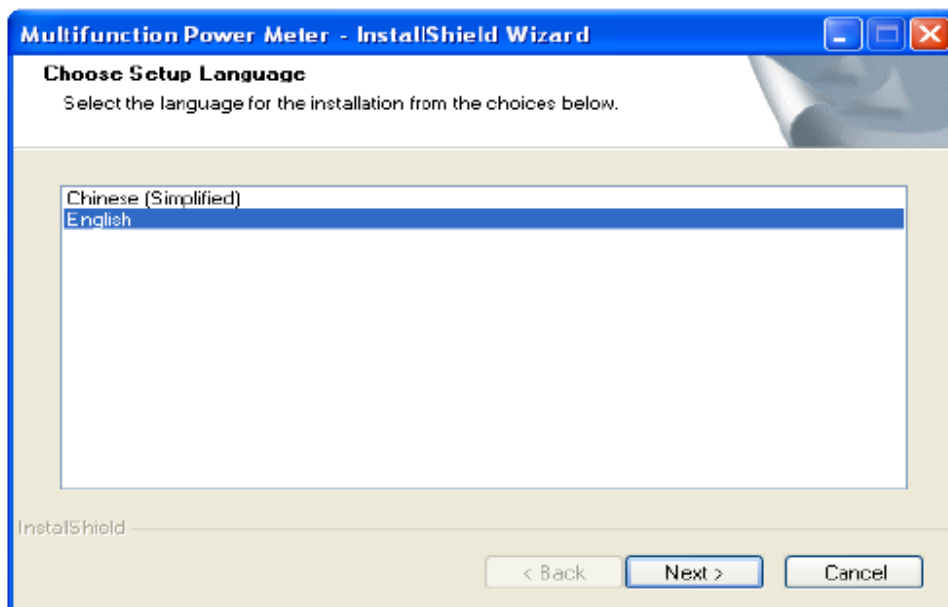 Multifunction Power Meter - InstallShield Wizard
Choose Setup Language
Select the language for the installation from the choices below.
Chinese (Simplified)
English
InstallShield
< Back
Next >
Cancel